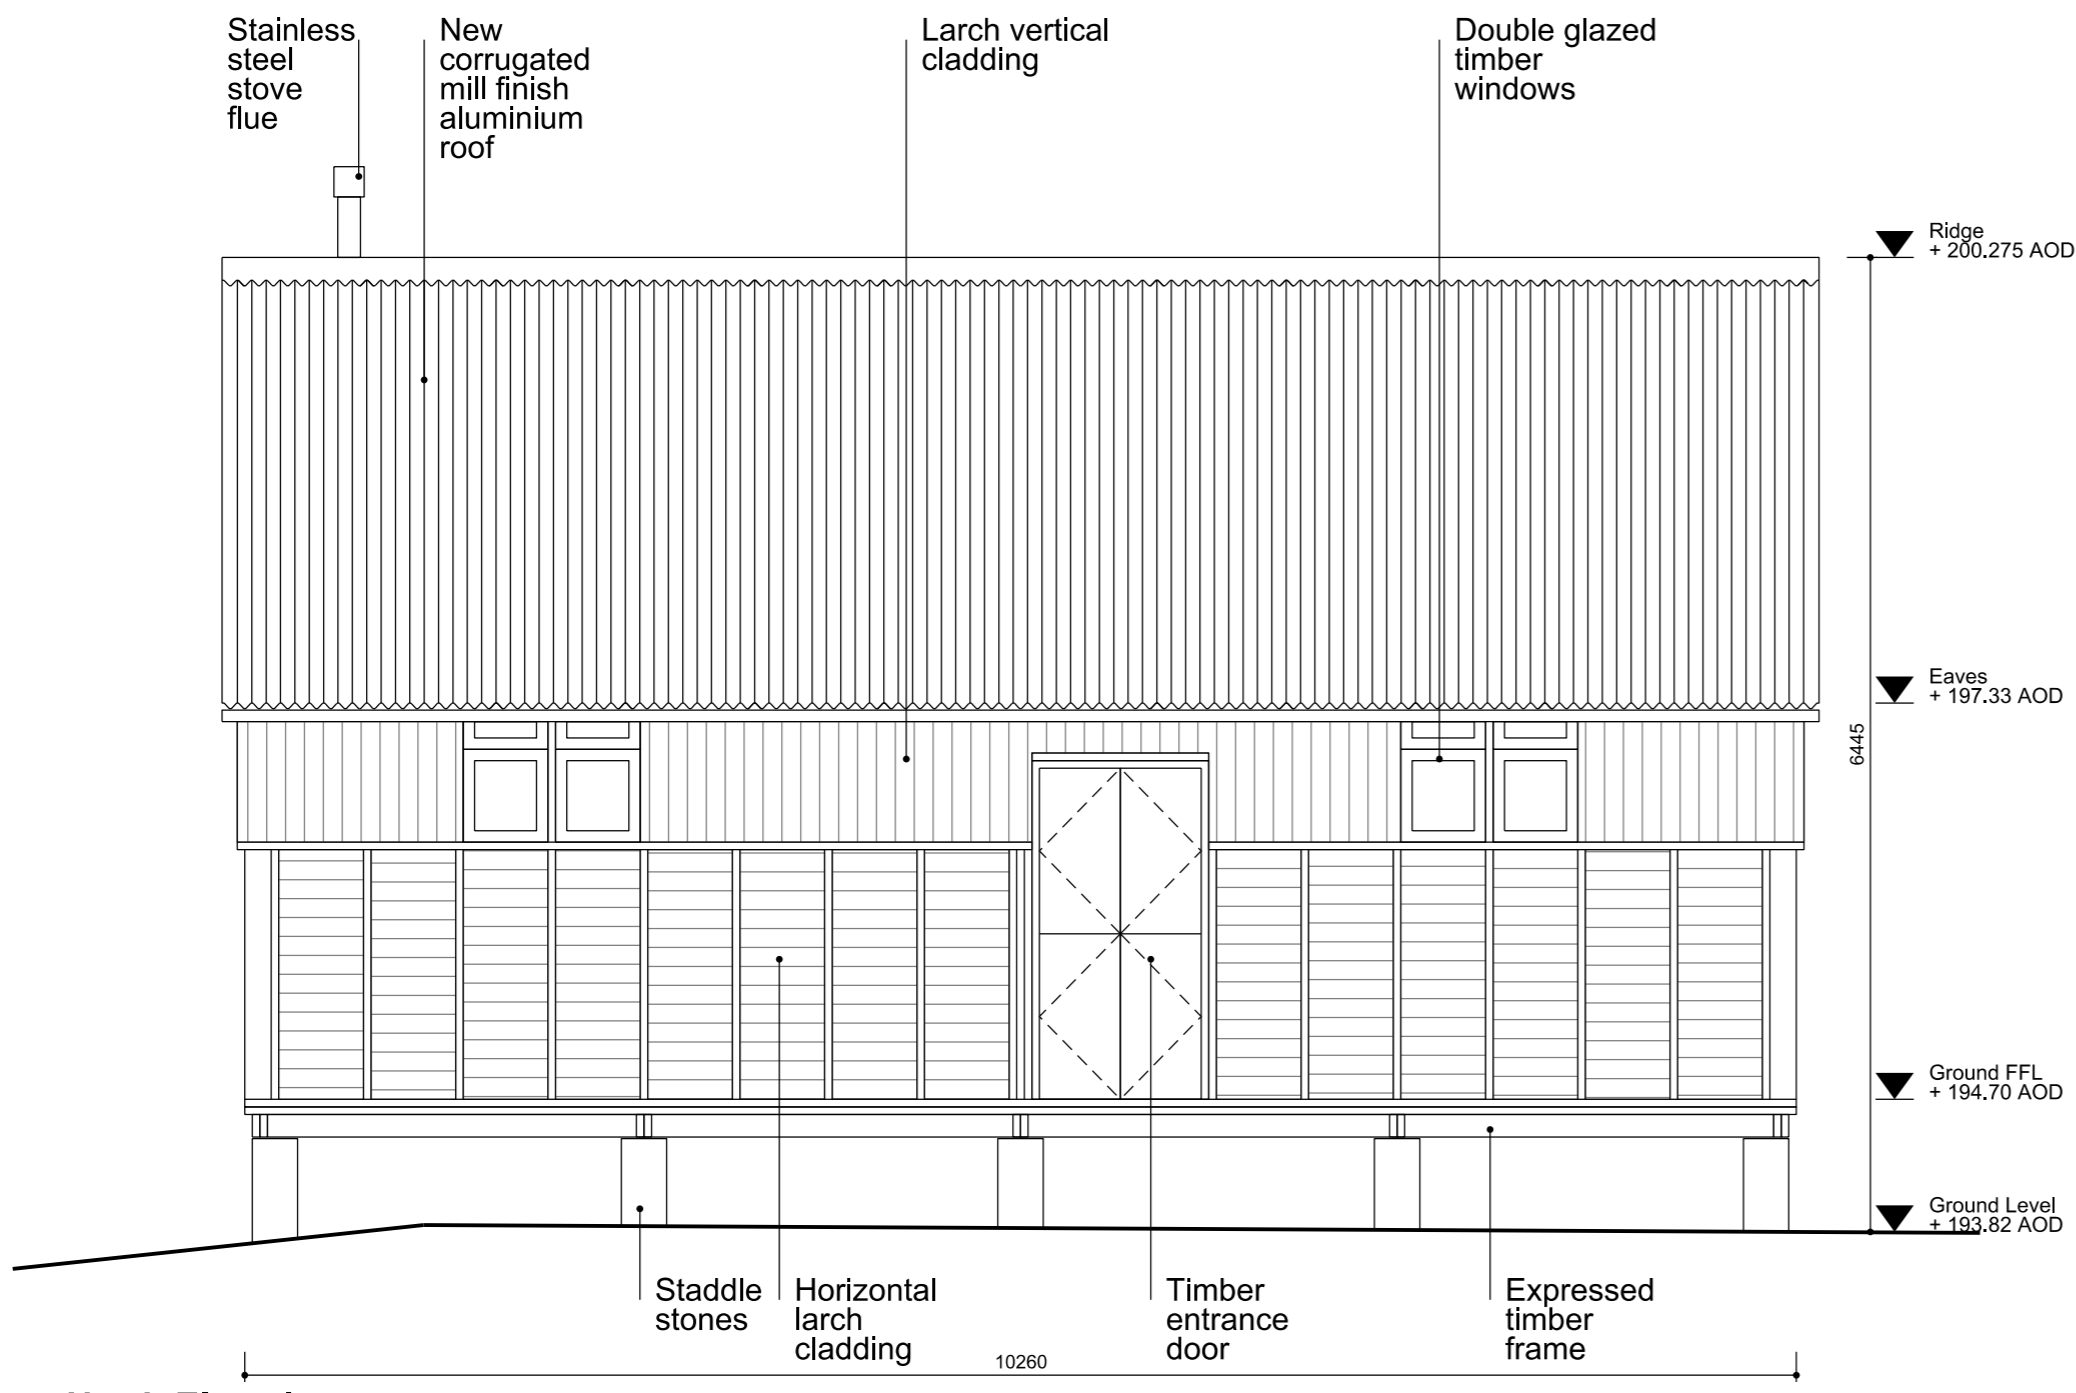 Stainless
steel
stove
flue
New
corrugated
mill finish
aluminium
roof
Larch vertical
cladding
Double glazed
timber
windows
Ridge
+ 200.275 AOD
Eaves
+ 197.33 AOD
6445
Ground FFL
+ 194.70 AOD
Ground Level
+ 193.82 AOD
Staddle
stones
Horizontal
larch
cladding
Timber
entrance
door
Expressed
timber
frame
10260